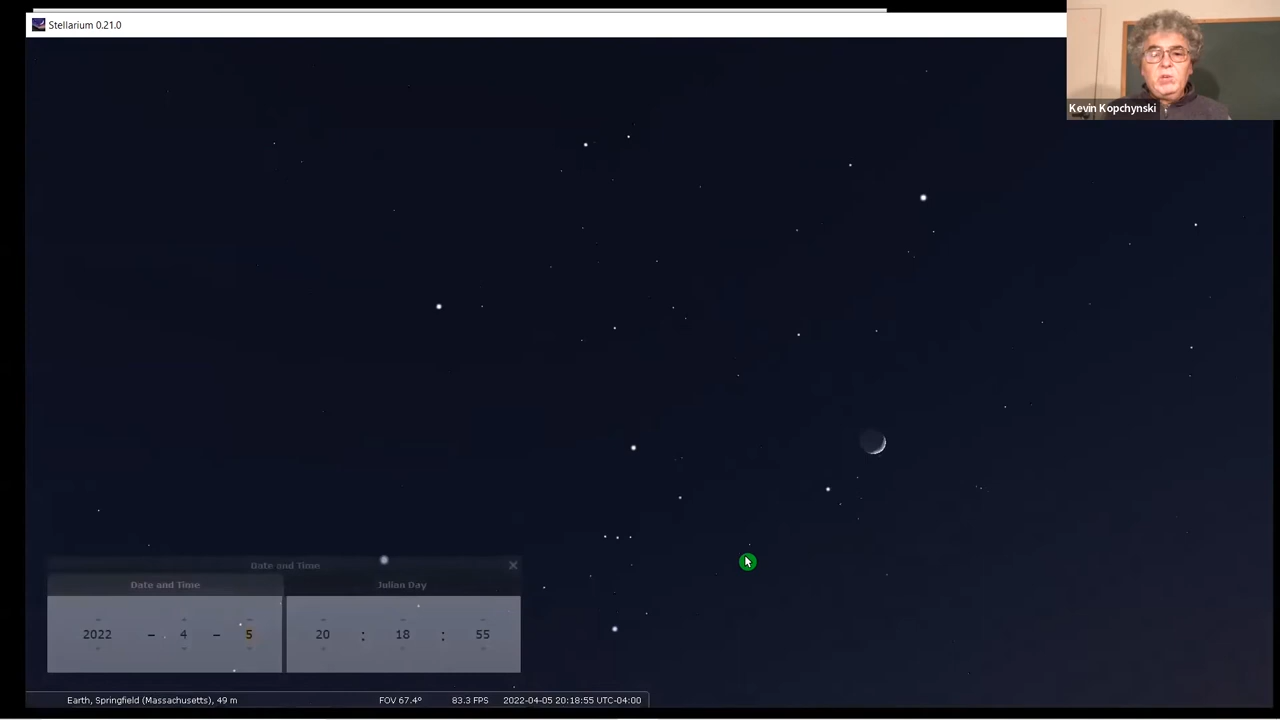 Stellarium 0.21.0
Kevin Kopchynski
Date and Time
Date and Time
Julian Day
2022 - 4 - 5
20 : 18 : 55
Earth, Springfield (Massachusetts), 49 m
FOV 67.4°
83.3 FPS
2022-04-05 20:18:55 UTC-04:00